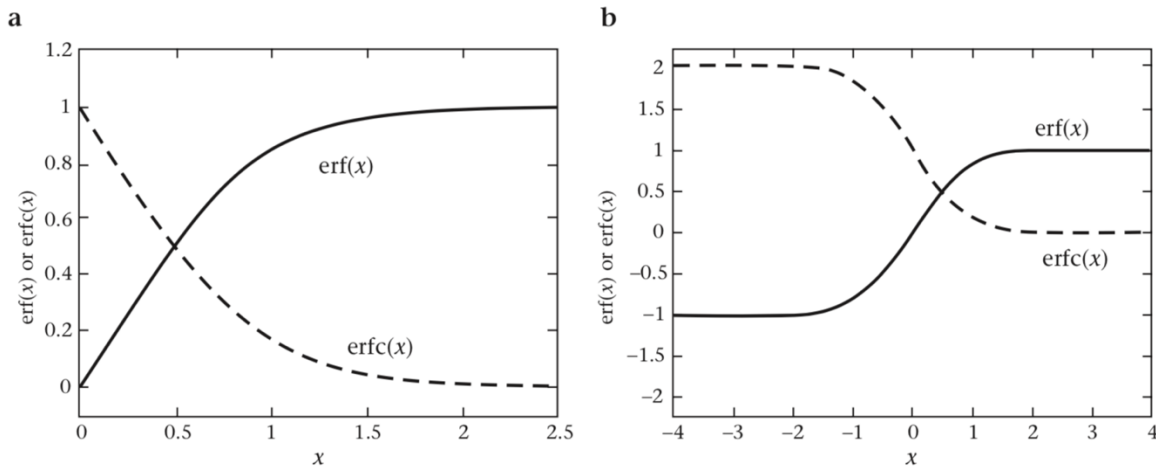 a
1.2
1
0.8
0.6
0.4
0.2
0
erf(x) or erfc(x)
erf(x)
erfc(x)
0 0.5 1 1.5 2 2.5
x
b
2
1.5
1
0.5
0
−0.5
−1
−1.5
−2
erf(x) or erfc(x)
erf(x)
erfc(x)
−4 −3 −2 −1 0 1 2 3 4
x